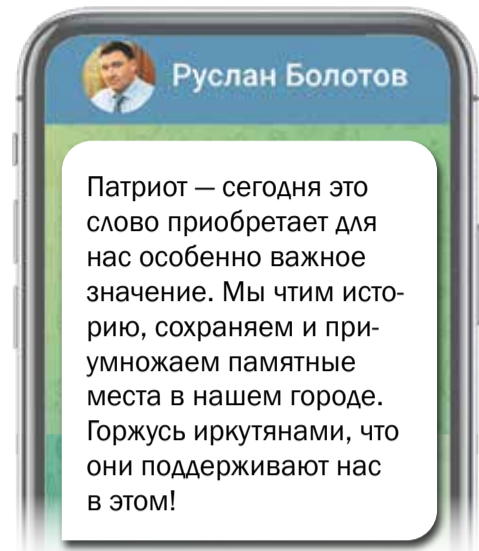 Руслан Болотов
Патриот — сегодня это
слово приобретает для
нас особенно важное
значение. Мы чтим исто-
рию, сохраняем и при-
умножаем памятные
места в нашем городе.
Горжусь иркутянами, что
они поддерживают нас
в этом!